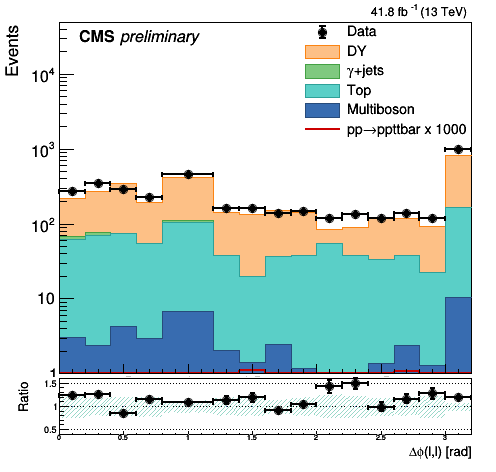 41.8 fb⁻¹ (13 TeV)
CMS preliminary
Events
Data
DY
γ+jets
Top
Multiboson
pp→ppttbar x 1000
10⁴
10³
10²
10
1
Ratio
1.5
1
0.5
0 0.5 1 1.5 2 2.5 3
Δϕ(l,l) [rad]